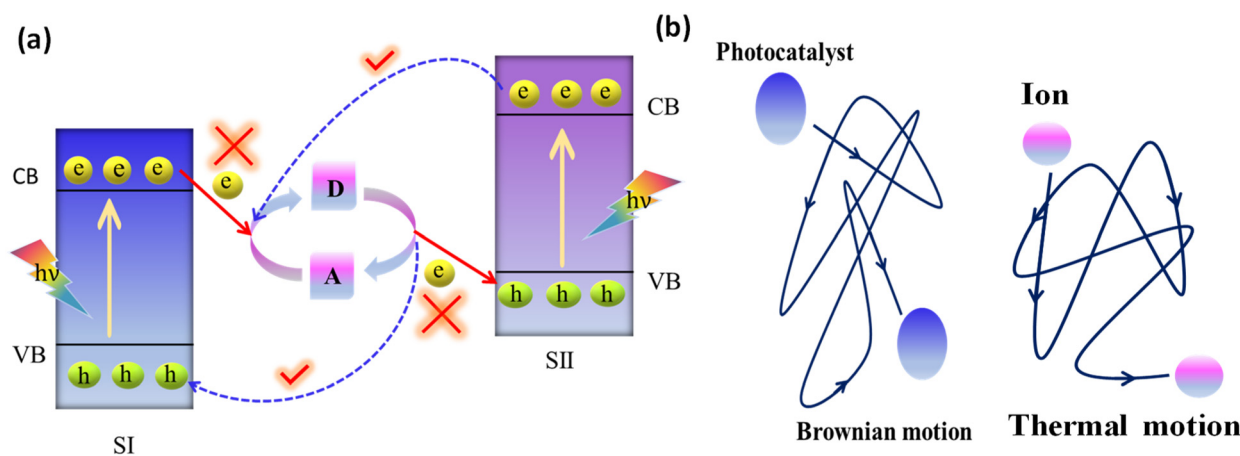 (a)
CB
e e e
e
hν
VB
h h h
SI
D
A
e
e e e
CB
hν
VB
h h h
SII
(b)
Photocatalyst
Brownian motion
Ion
Thermal motion